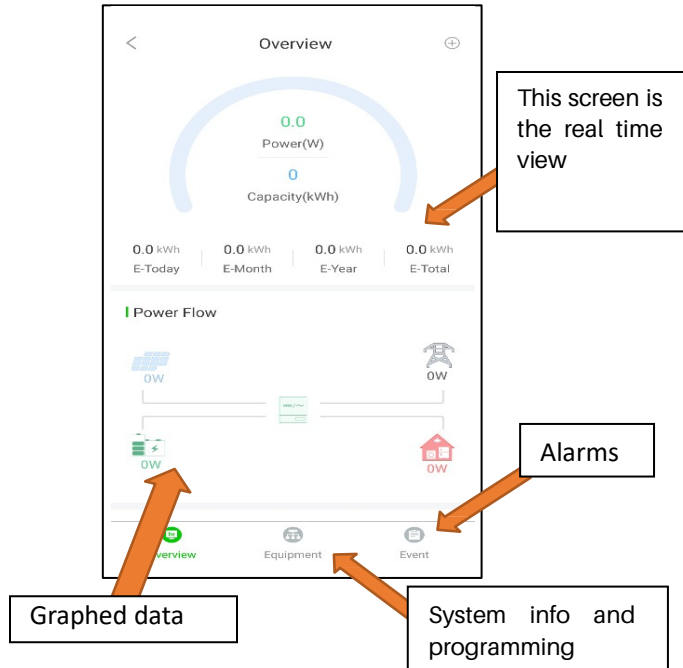 Overview
0.0
Power(W)
0
Capacity(kWh)
0.0 kWh 0.0 kWh 0.0 kWh 0.0 kWh
E-Today E-Month E-Year E-Total
Power Flow
0W 0W
0W 0W
verview Equipment Event
This screen is
the real time
view
Alarms
Graphed data
System info and
programming